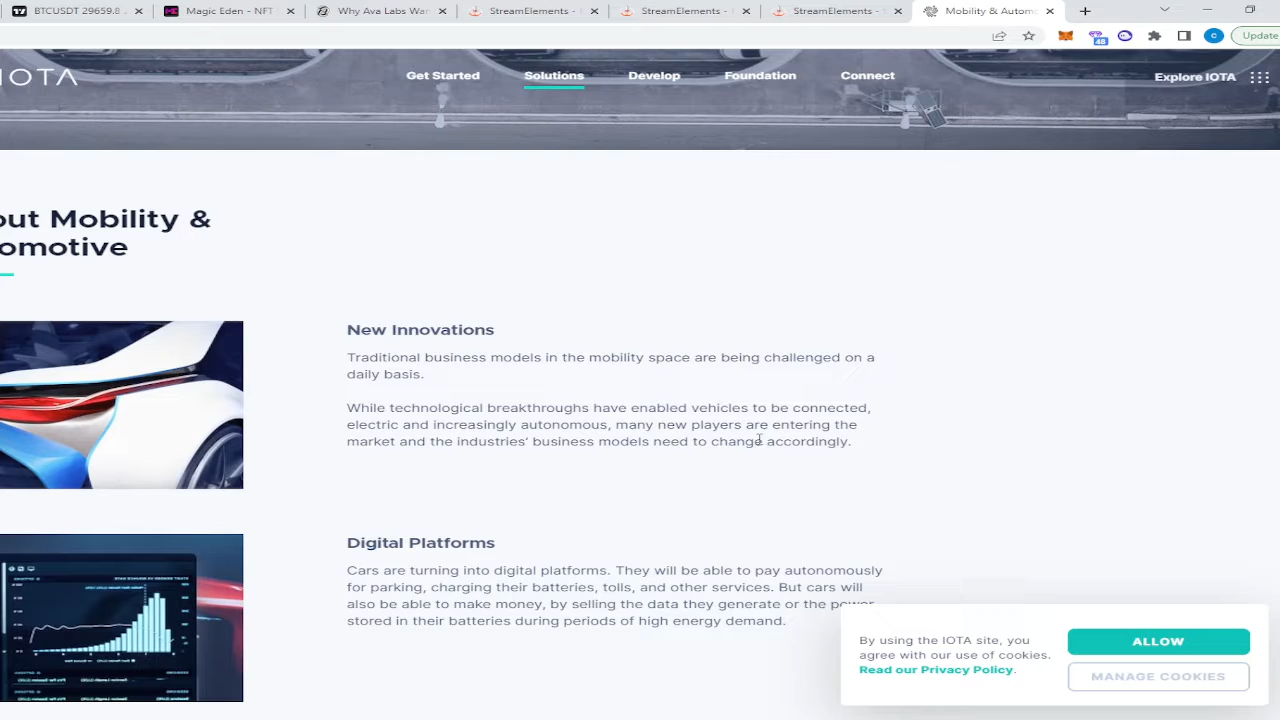 BTCUSDT 29659.8
Magic Eden - NFT
Why Ava Labs Wan
StreamElements -
StreamElements -
StreamElements -
Mobility & Autom
48
C
Update
IOTA
Get Started
Solutions
Develop
Foundation
Connect
Explore IOTA
out Mobility &
omotive
New Innovations
Traditional business models in the mobility space are being challenged on a
daily basis.
While technological breakthroughs have enabled vehicles to be connected,
electric and increasingly autonomous, many new players are entering the
market and the industries' business models need to change accordingly.
Digital Platforms
Cars are turning into digital platforms. They will be able to pay autonomously
for parking, charging their batteries, tolls, and other services. But cars will
also be able to make money, by selling the data they generate or the power
stored in their batteries during periods of high energy demand.
By using the IOTA site, you
agree with our use of cookies.
Read our Privacy Policy.
ALLOW
MANAGE COOKIES